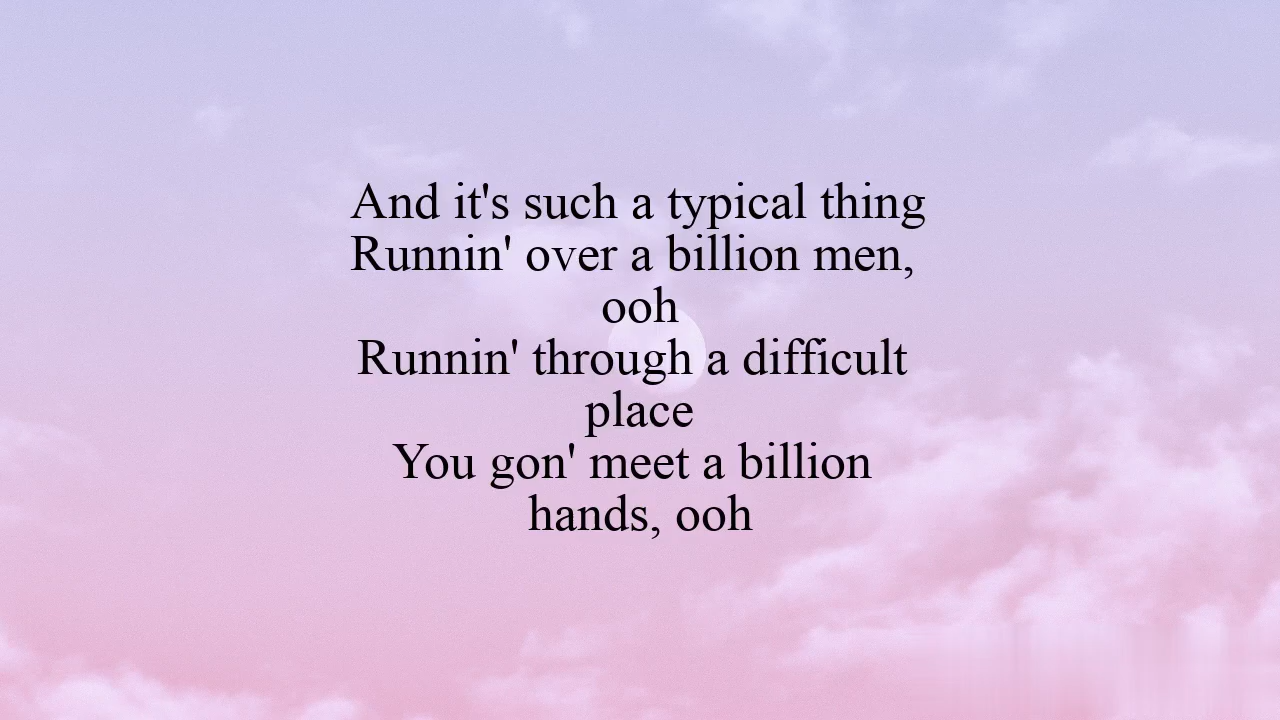 And it's such a typical thing
Runnin' over a billion men,
ooh
Runnin' through a difficult
place
You gon' meet a billion
hands, ooh